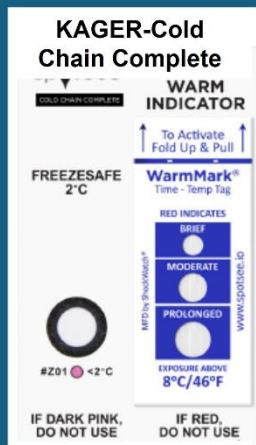 KAGER-Cold
Chain Complete
COLD CHAIN COMPLETE
WARM
INDICATOR
To Activate
Fold Up & Pull
FREEZESAFE
2°C
WarmMark®
Time - Temp Tag
RED INDICATES
BRIEF
MODERATE
PROLONGED
MFD by ShockWatch®
www.spotsee.io
EXPOSURE ABOVE
8°C/46°F
#Z01 <2°C
IF DARK PINK,
DO NOT USE
IF RED,
DO NOT USE